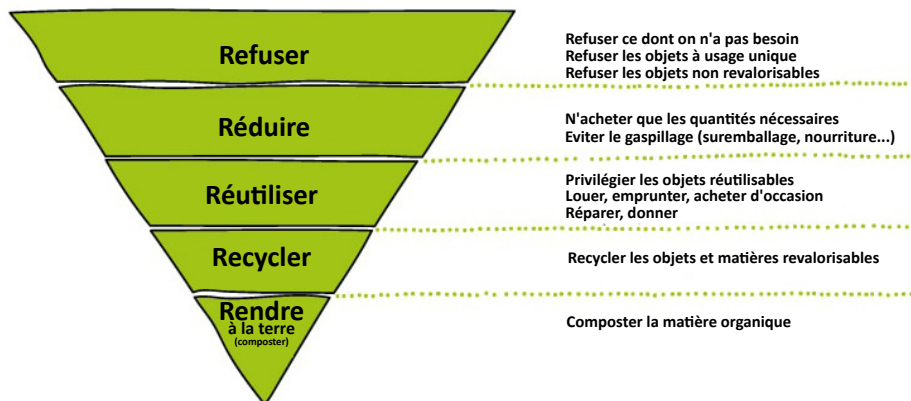 Refuser
Refuser ce dont on n'a pas besoin
Refuser les objets à usage unique
Refuser les objets non revalorisables
Réduire
N'acheter que les quantités nécessaires
Eviter le gaspillage (suremballage, nourriture...)
Réutiliser
Privilégier les objets réutilisables
Louer, emprunter, acheter d'occasion
Réparer, donner
Recycler
Recycler les objets et matières revalorisables
Rendre
à la terre
(composter)
Composter la matière organique